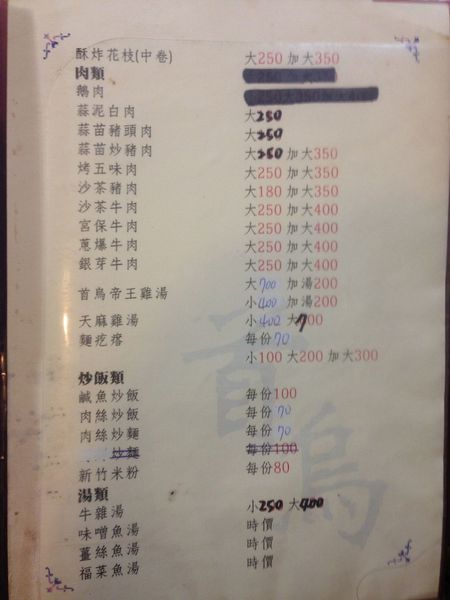 酥炸花枝(中卷) 大250 加大350
肉類
鵝肉
蒜泥白肉 大250
蒜苗豬頭肉 大250
蒜苗炒豬肉 大250 加大350
烤五味肉 大250 加大350
沙茶豬肉 大180 加大350
沙茶牛肉 大250 加大400
宮保牛肉 大250 加大400
蔥爆牛肉 大250 加大400
銀芽牛肉 大250 加大400
首烏帝王雞湯 大700 加湯200
小400 加湯200
天麻雞湯 小400 大700
麵疙瘩 每份70
小100 大200 加大300
炒飯類
鹹魚炒飯 每份100
肉絲炒飯 每份70
肉絲炒麵 每份70
炒麵 每份100
新竹米粉 每份80
湯類
牛雜湯 小250 大400
味噌魚湯 時價
薑絲魚湯 時價
福菜魚湯 時價
首烏